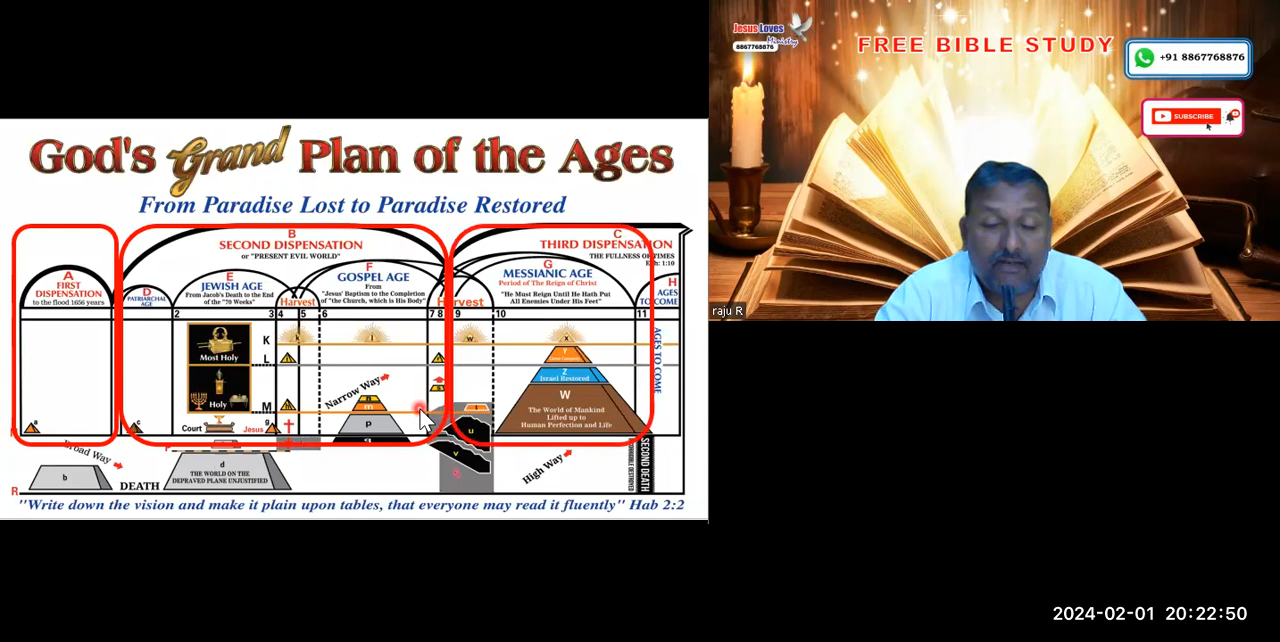 God's Grand Plan of the Ages
From Paradise Lost to Paradise Restored
A
FIRST
DISPENSATION
to the flood 1656 years
B
SECOND DISPENSATION
or "PRESENT EVIL WORLD"
C
THIRD DISPENSATION
THE FULLNESS OF TIMES
Eph: 1:10
D
PATRIARCHAL
AGE
E
JEWISH AGE
From Jacob's Death to the End
of the "70 Weeks"
F
GOSPEL AGE
From
"Jesus' Baptism to the Completion
of "the Church, which is His Body"
G
MESSIANIC AGE
Period of The Reign of Christ
"He Must Reign Until He Hath Put
All Enemies Under His Feet"
H
AGES
TO COME
Harvest
Harvest
2 3 4 5 6 7 8 9 10 11
K
L
M
R
Most Holy
Holy
Court
Jesus
a
c
g
k
l
w
x
Narrow Way
n
m
p
q
t
u
v
Y
Z
Israel Restored
W
The World of Mankind
Lifted up to
Human Perfection and Life
AGES TO COME
SECOND DEATH
Broad Way
b
DEATH
d
THE WORLD ON THE
DEPRAVED PLANE UNJUSTIFIED
High Way
"Write down the vision and make it plain upon tables, that everyone may read it fluently" Hab 2:2
Jesus Loves
Ministry
8867768876
FREE BIBLE STUDY
+91 8867768876
SUBSCRIBE
raju R
2024-02-01 20:22:50